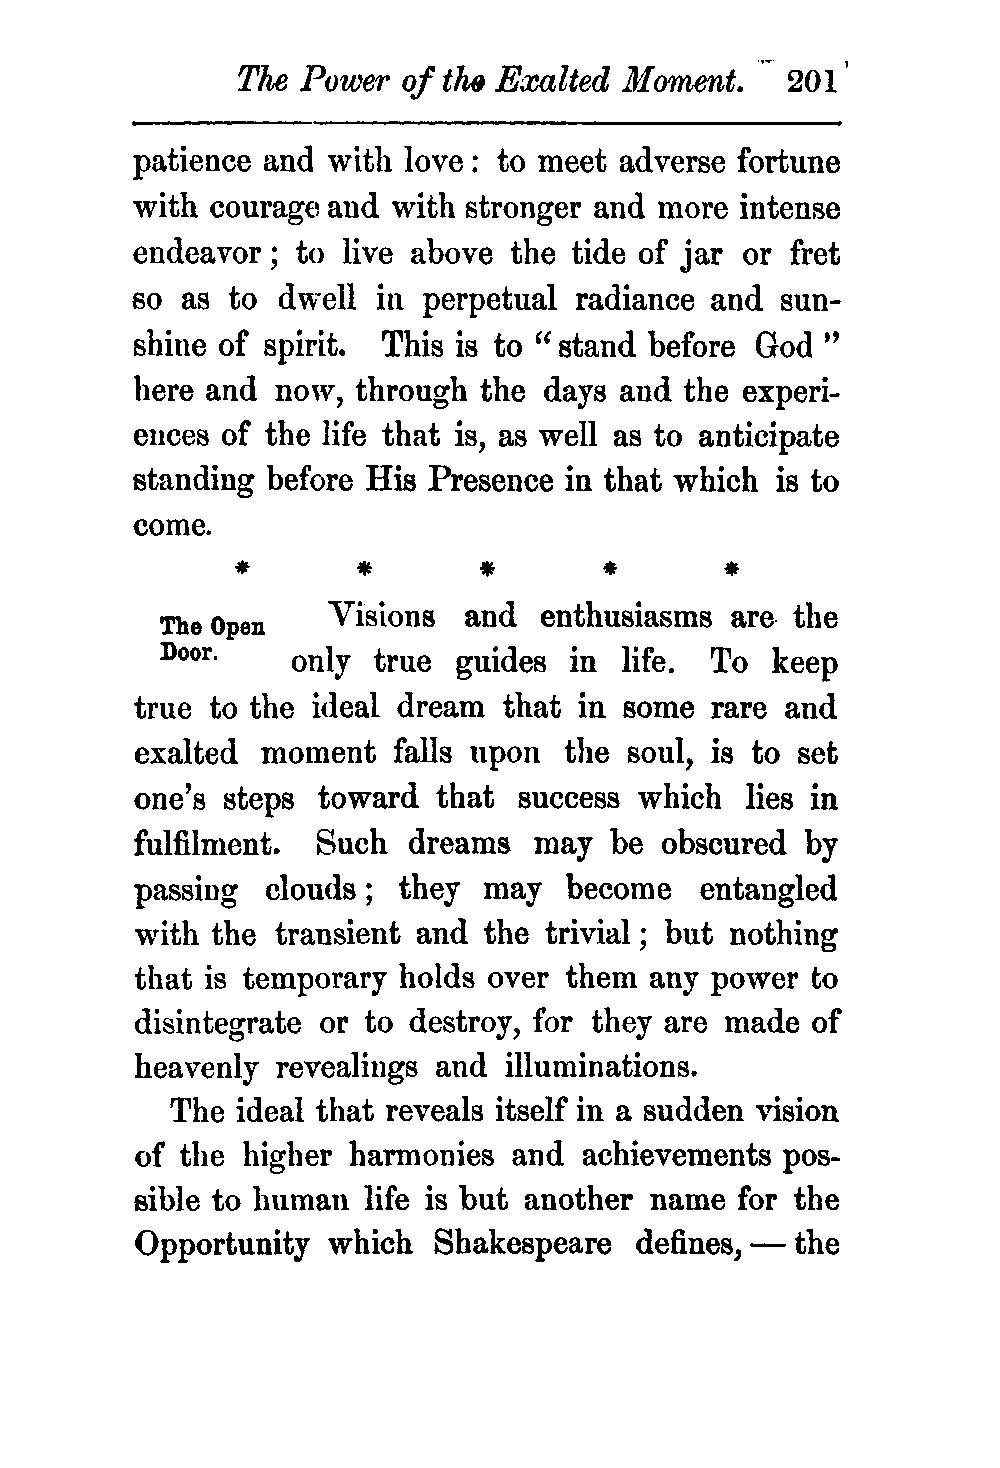 The Power of the Exalted Moment. 201
patience and with love: to meet adverse fortune
with courage and with stronger and more intense
endeavor; to live above the tide of jar or fret
so as to dwell in perpetual radiance and sun-
shine of spirit. This is to "stand before God"
here and now, through the days and the experi-
ences of the life that is, as well as to anticipate
standing before His Presence in that which is to
come.
* * * * *
The Open
Door.
Visions and enthusiasms are the
only true guides in life. To keep
true to the ideal dream that in some rare and
exalted moment falls upon the soul, is to set
one's steps toward that success which lies in
fulfilment. Such dreams may be obscured by
passing clouds; they may become entangled
with the transient and the trivial; but nothing
that is temporary holds over them any power to
disintegrate or to destroy, for they are made of
heavenly revealings and illuminations.
The ideal that reveals itself in a sudden vision
of the higher harmonies and achievements pos-
sible to human life is but another name for the
Opportunity which Shakespeare defines, — the